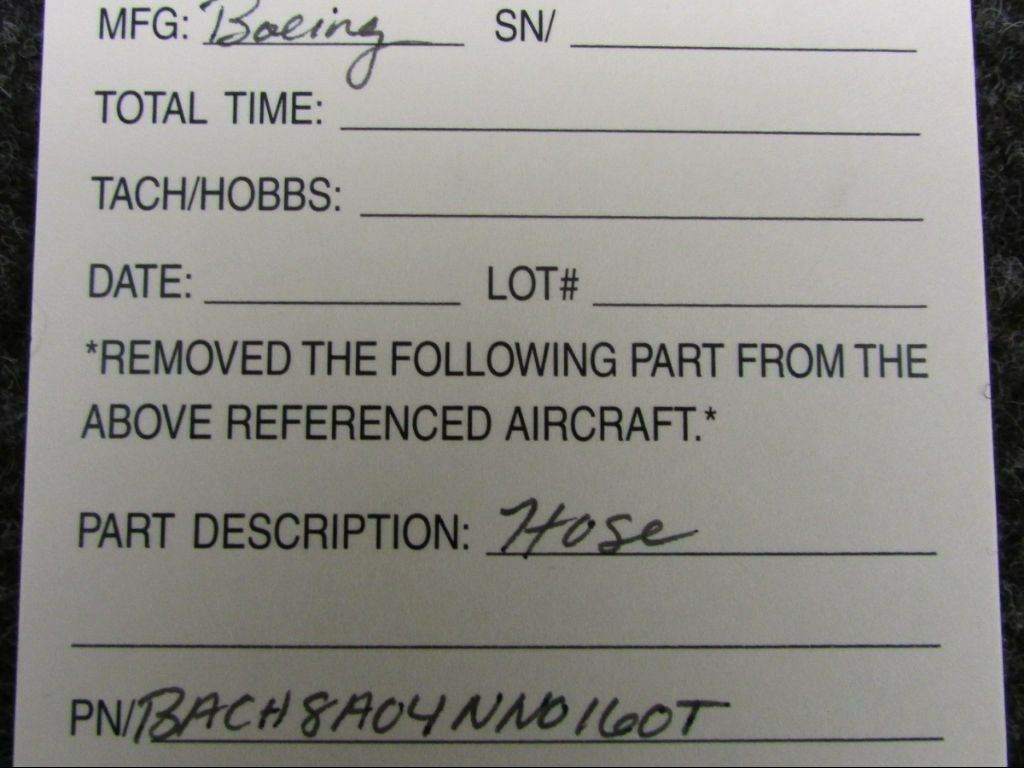 MFG: Boeing SN/
TOTAL TIME:
TACH/HOBBS:
DATE: LOT#
*REMOVED THE FOLLOWING PART FROM THE
ABOVE REFERENCED AIRCRAFT.*
PART DESCRIPTION: Hose
PN/BACH8A04NN0160T